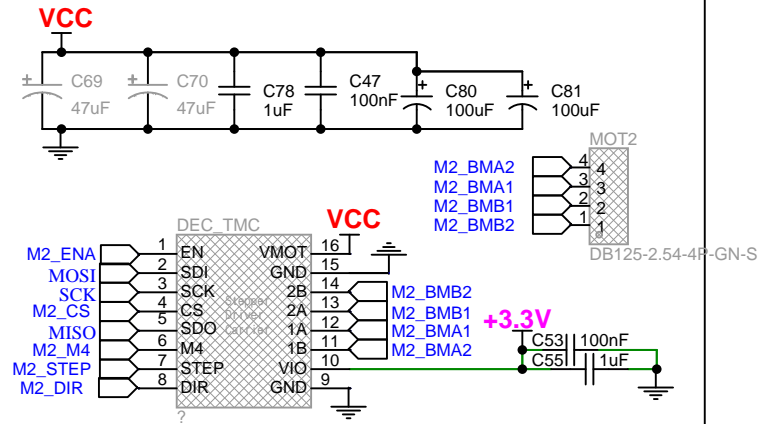 VCC
C69
47uF
C70
47uF
C78
1uF
C47
100nF
C80
100uF
C81
100uF
MOT2
M2_BMA2 4 4
M2_BMA1 3 3
M2_BMB1 2 2
M2_BMB2 1 1
DB125-2.54-4P-GN-S
DEC_TMC
VCC
M2_ENA 1 EN VMOT 16
MOSI 2 SDI GND 15
SCK 3 SCK 2B 14 M2_BMB2
M2_CS 4 CS 2A 13 M2_BMB1
MISO 5 SDO 1A 12 M2_BMA1
M2_M4 6 M4 1B 11 M2_BMA2
M2_STEP 7 STEP VIO 10
M2_DIR 8 DIR GND 9
Stepper
Driver
Carrier
?
+3.3V
C53 100nF
C55 1uF